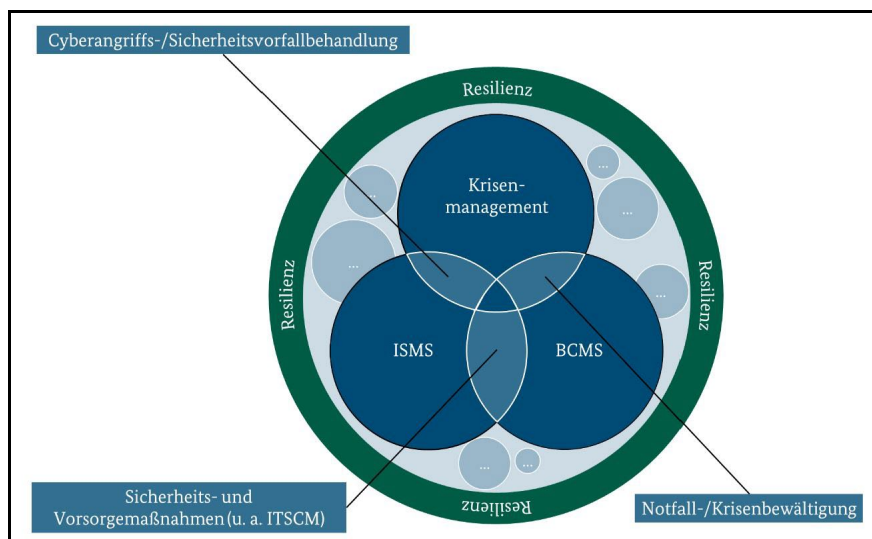 Cyberangriffs-/Sicherheitsvorfallbehandlung
Resilienz
Krisen-
management
...
...
...
...
...
Resilienz
Resilienz
ISMS
BCMS
...
...
Sicherheits- und
Vorsorgemaßnahmen (u. a. ITSCM)
Resilienz
Notfall-/Krisenbewältigung